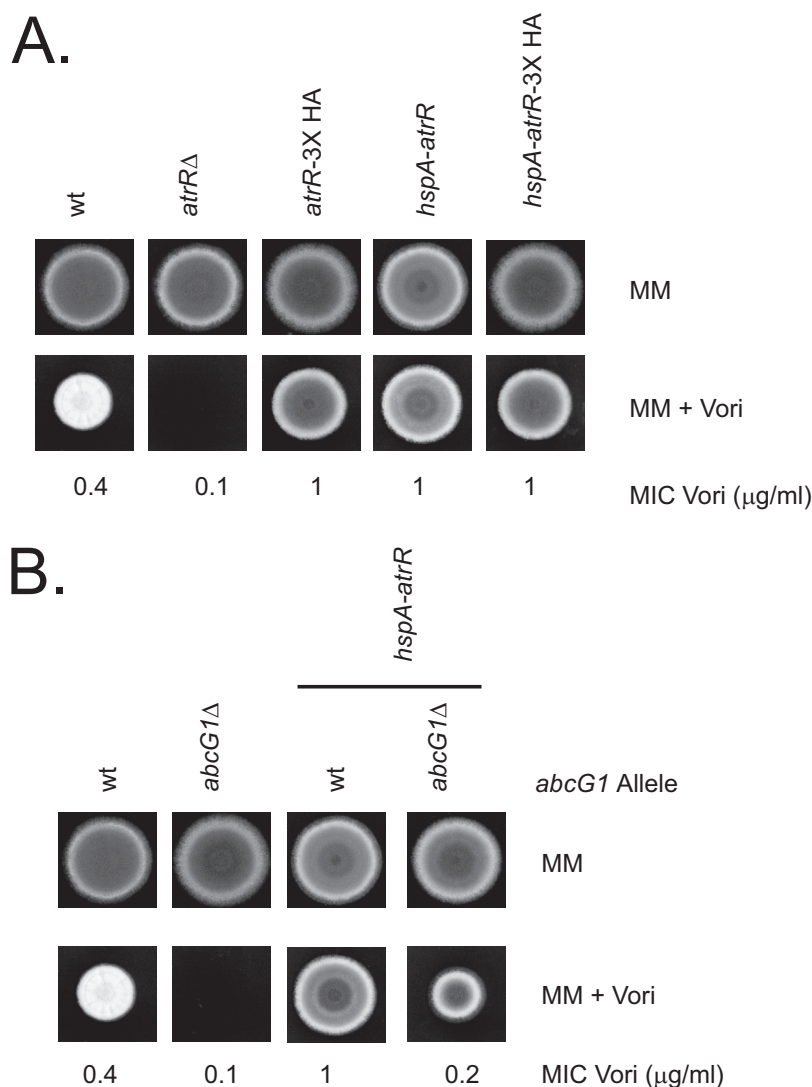 A.
wt
atrRΔ
atrR-3X HA
hspA-atrR
hspA-atrR-3X HA
MM
MM + Vori
0.4 0.1 1 1 1 MIC Vori (μg/ml)
B.
hspA-atrR
wt
abcG1Δ
wt
abcG1Δ
abcG1 Allele
MM
MM + Vori
0.4 0.1 1 0.2 MIC Vori (μg/ml)